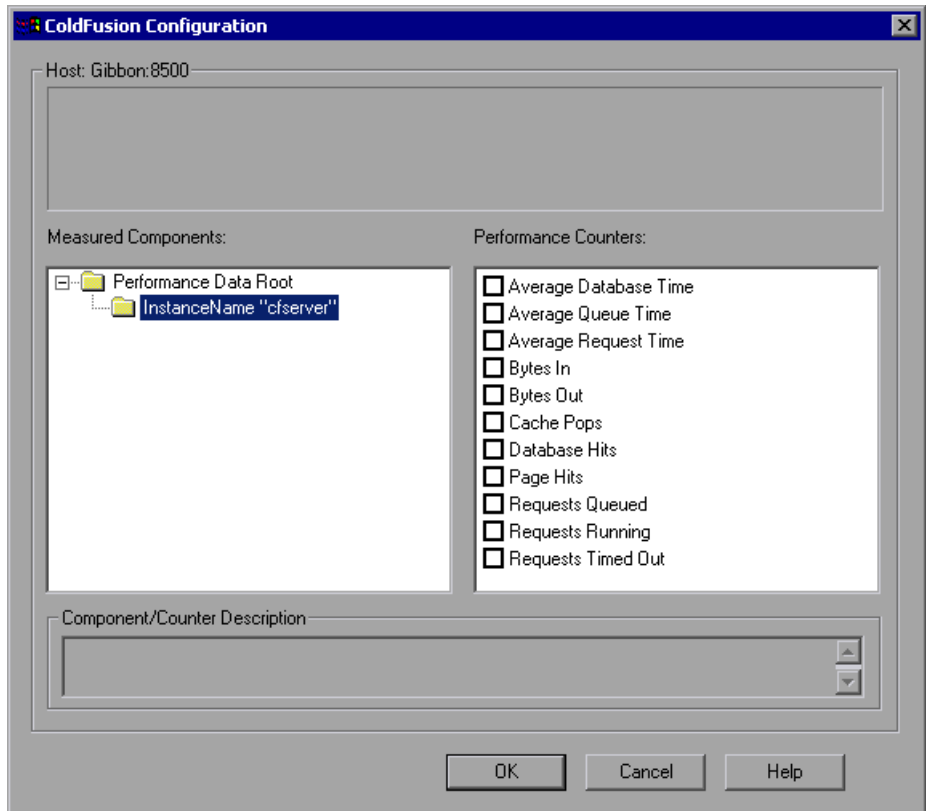 ColdFusion Configuration
Host: Gibbon:8500
Measured Components:
Performance Data Root
InstanceName "cfserver"
Performance Counters:
Average Database Time
Average Queue Time
Average Request Time
Bytes In
Bytes Out
Cache Pops
Database Hits
Page Hits
Requests Queued
Requests Running
Requests Timed Out
Component/Counter Description
OK
Cancel
Help